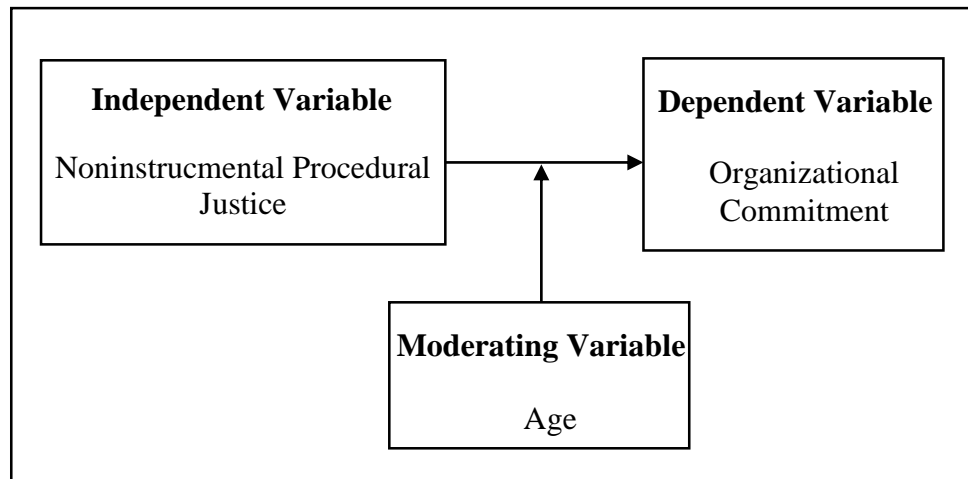 Independent Variable
Noninstrucmental Procedural
Justice
Dependent Variable
Organizational
Commitment
Moderating Variable
Age